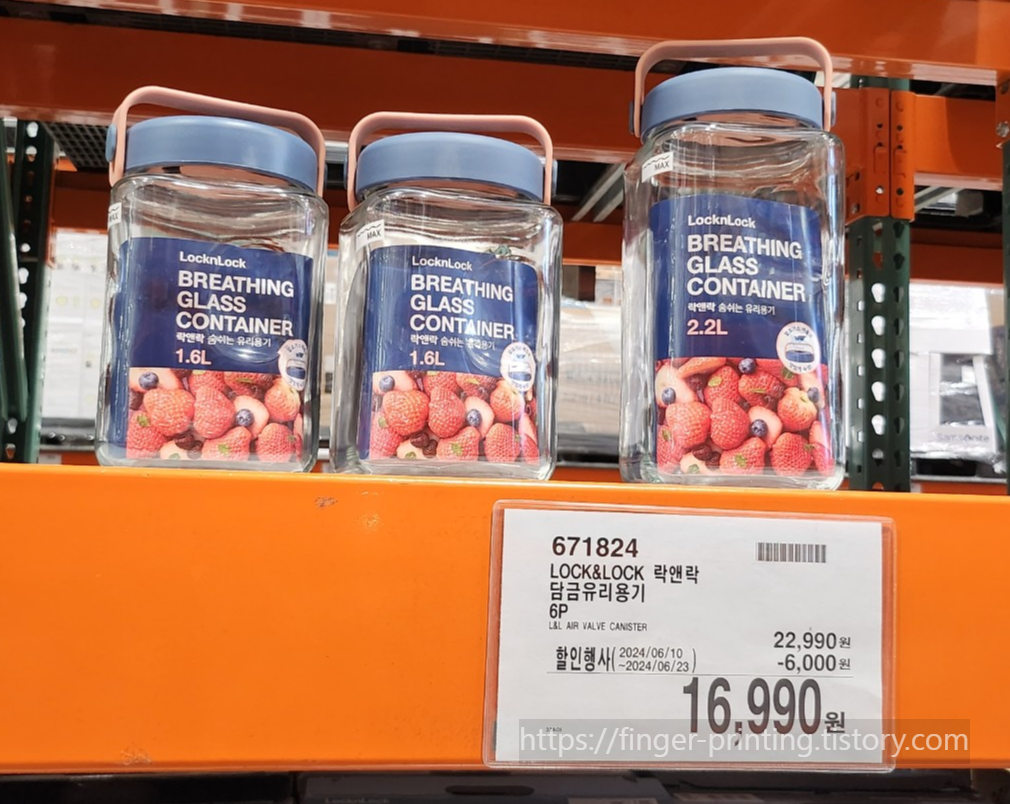 MAX
LocknLock
BREATHING
GLASS
CONTAINER
락앤락 숨쉬는 유리용기
1.6L
MAX
LocknLock
BREATHING
GLASS
CONTAINER
락앤락 숨쉬는 유리용기
1.6L
MAX
LocknLock
BREATHING
GLASS
CONTAINER
락앤락 숨쉬는 유리용기
2.2L
Samsonite
671824
LOCK&LOCK 락앤락
담금유리용기
6P
L&L AIR VALVE CANISTER
22,990원
할인행사(2024/06/10
~2024/06/23)
-6,000원
16,990원
https://finger-printing.tistory.com